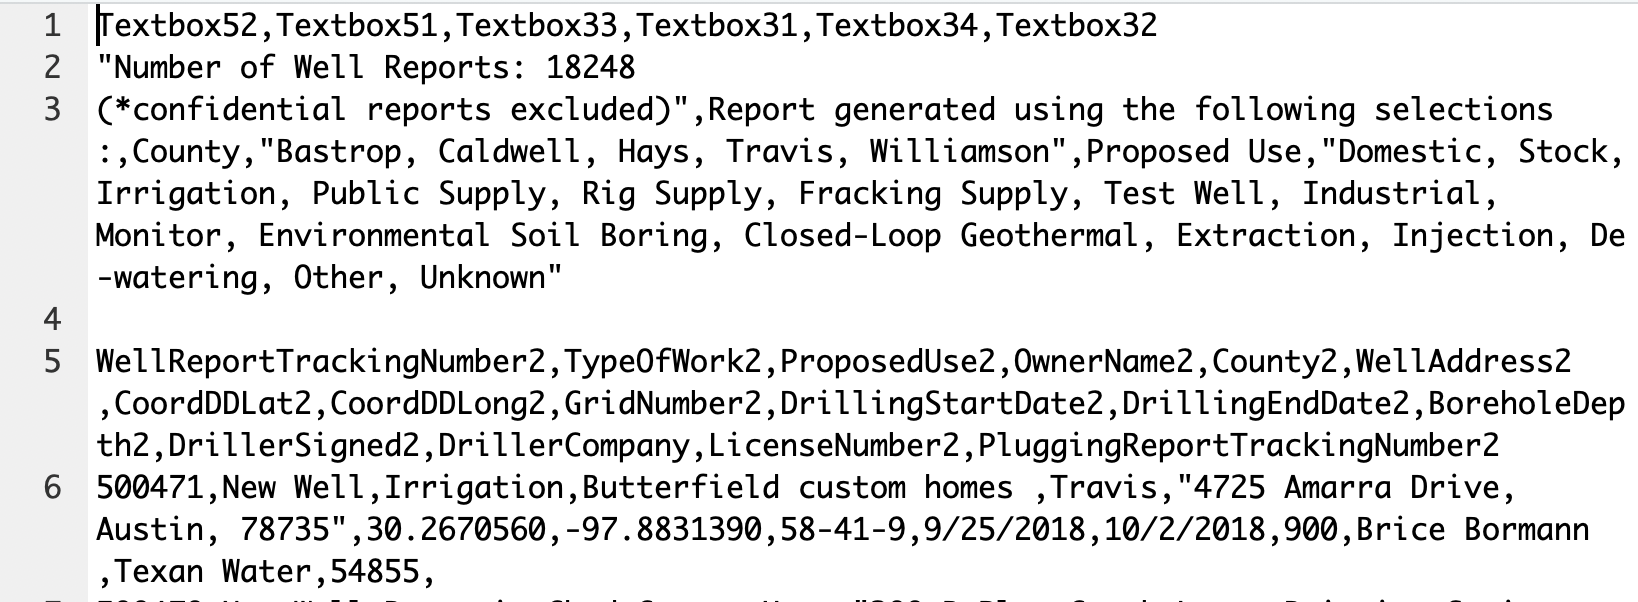 1 Textbox52,Textbox51,Textbox33,Textbox31,Textbox34,Textbox32
2 "Number of Well Reports: 18248
3 (*confidential reports excluded)",Report generated using the following selections
:,County,"Bastrop, Caldwell, Hays, Travis, Williamson",Proposed Use,"Domestic, Stock,
Irrigation, Public Supply, Rig Supply, Fracking Supply, Test Well, Industrial,
Monitor, Environmental Soil Boring, Closed-Loop Geothermal, Extraction, Injection, De
-watering, Other, Unknown"
4
5 WellReportTrackingNumber2,TypeOfWork2,ProposedUse2,OwnerName2,County2,WellAddress2
,CoordDDLat2,CoordDDLong2,GridNumber2,DrillingStartDate2,DrillingEndDate2,BoreholeDep
th2,DrillerSigned2,DrillerCompany,LicenseNumber2,PluggingReportTrackingNumber2
6 500471,New Well,Irrigation,Butterfield custom homes ,Travis,"4725 Amarra Drive,
Austin, 78735",30.2670560,-97.8831390,58-41-9,9/25/2018,10/2/2018,900,Brice Bormann
,Texan Water,54855,